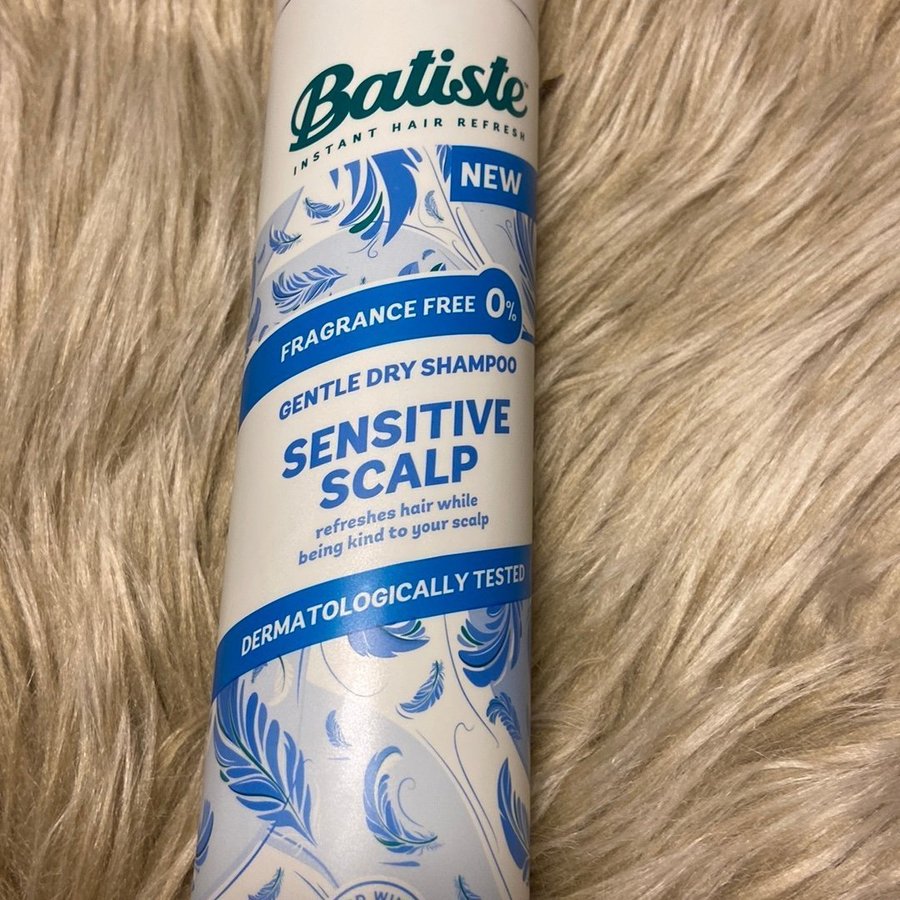 Batiste™
INSTANT HAIR REFRESH
NEW
FRAGRANCE FREE 0%
GENTLE DRY SHAMPOO
SENSITIVE
SCALP
refreshes hair while
being kind to your scalp
DERMATOLOGICALLY TESTED